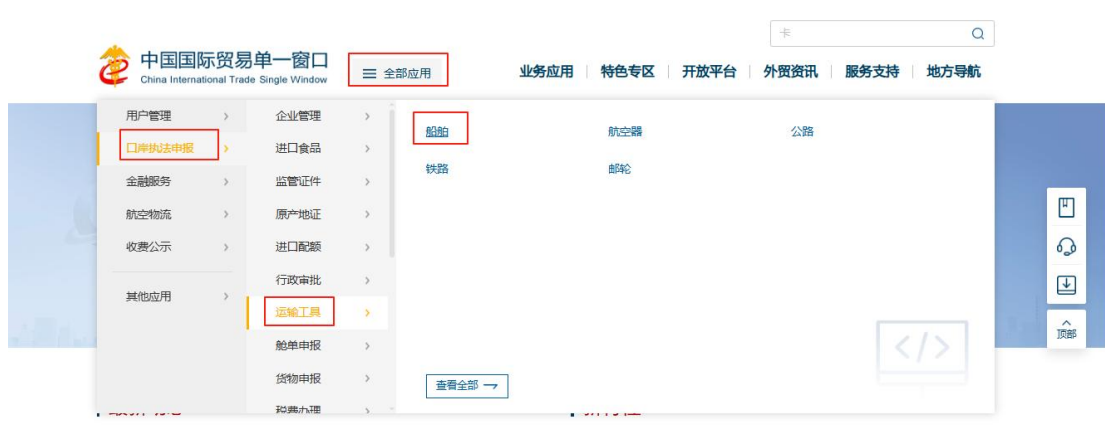 卡
中国国际贸易单一窗口
China International Trade Single Window
全部应用
业务应用 特色专区 开放平台 外贸资讯 服务支持 地方导航
用户管理 企业管理 船舶 航空器 公路
口岸执法申报 进口食品
金融服务 监管证件 铁路 邮轮
航空物流 原产地证
收费公示 进口配额
行政审批
其他应用 运输工具
舱单申报
货物申报
税费办理
查看全部
顶部